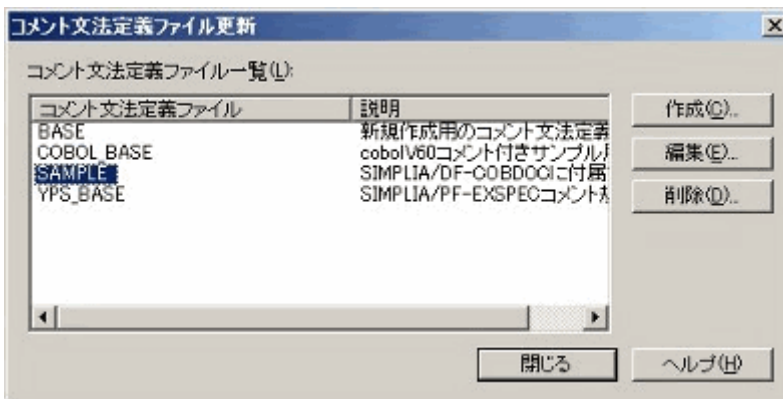 コメント文法定義ファイル更新
コメント文法定義ファイル一覧(L):
コメント文法定義ファイル 説明
BASE 新規作成用のコメント文法定義
COBOL_BASE cobolV60コメント付きサンプル
SAMPLE SIMPLIA/DF-COBDOCに付属
YPS_BASE SIMPLIA/PF-EXSPECコメント
作成(C)...
編集(E)...
削除(D)...
閉じる ヘルプ(H)